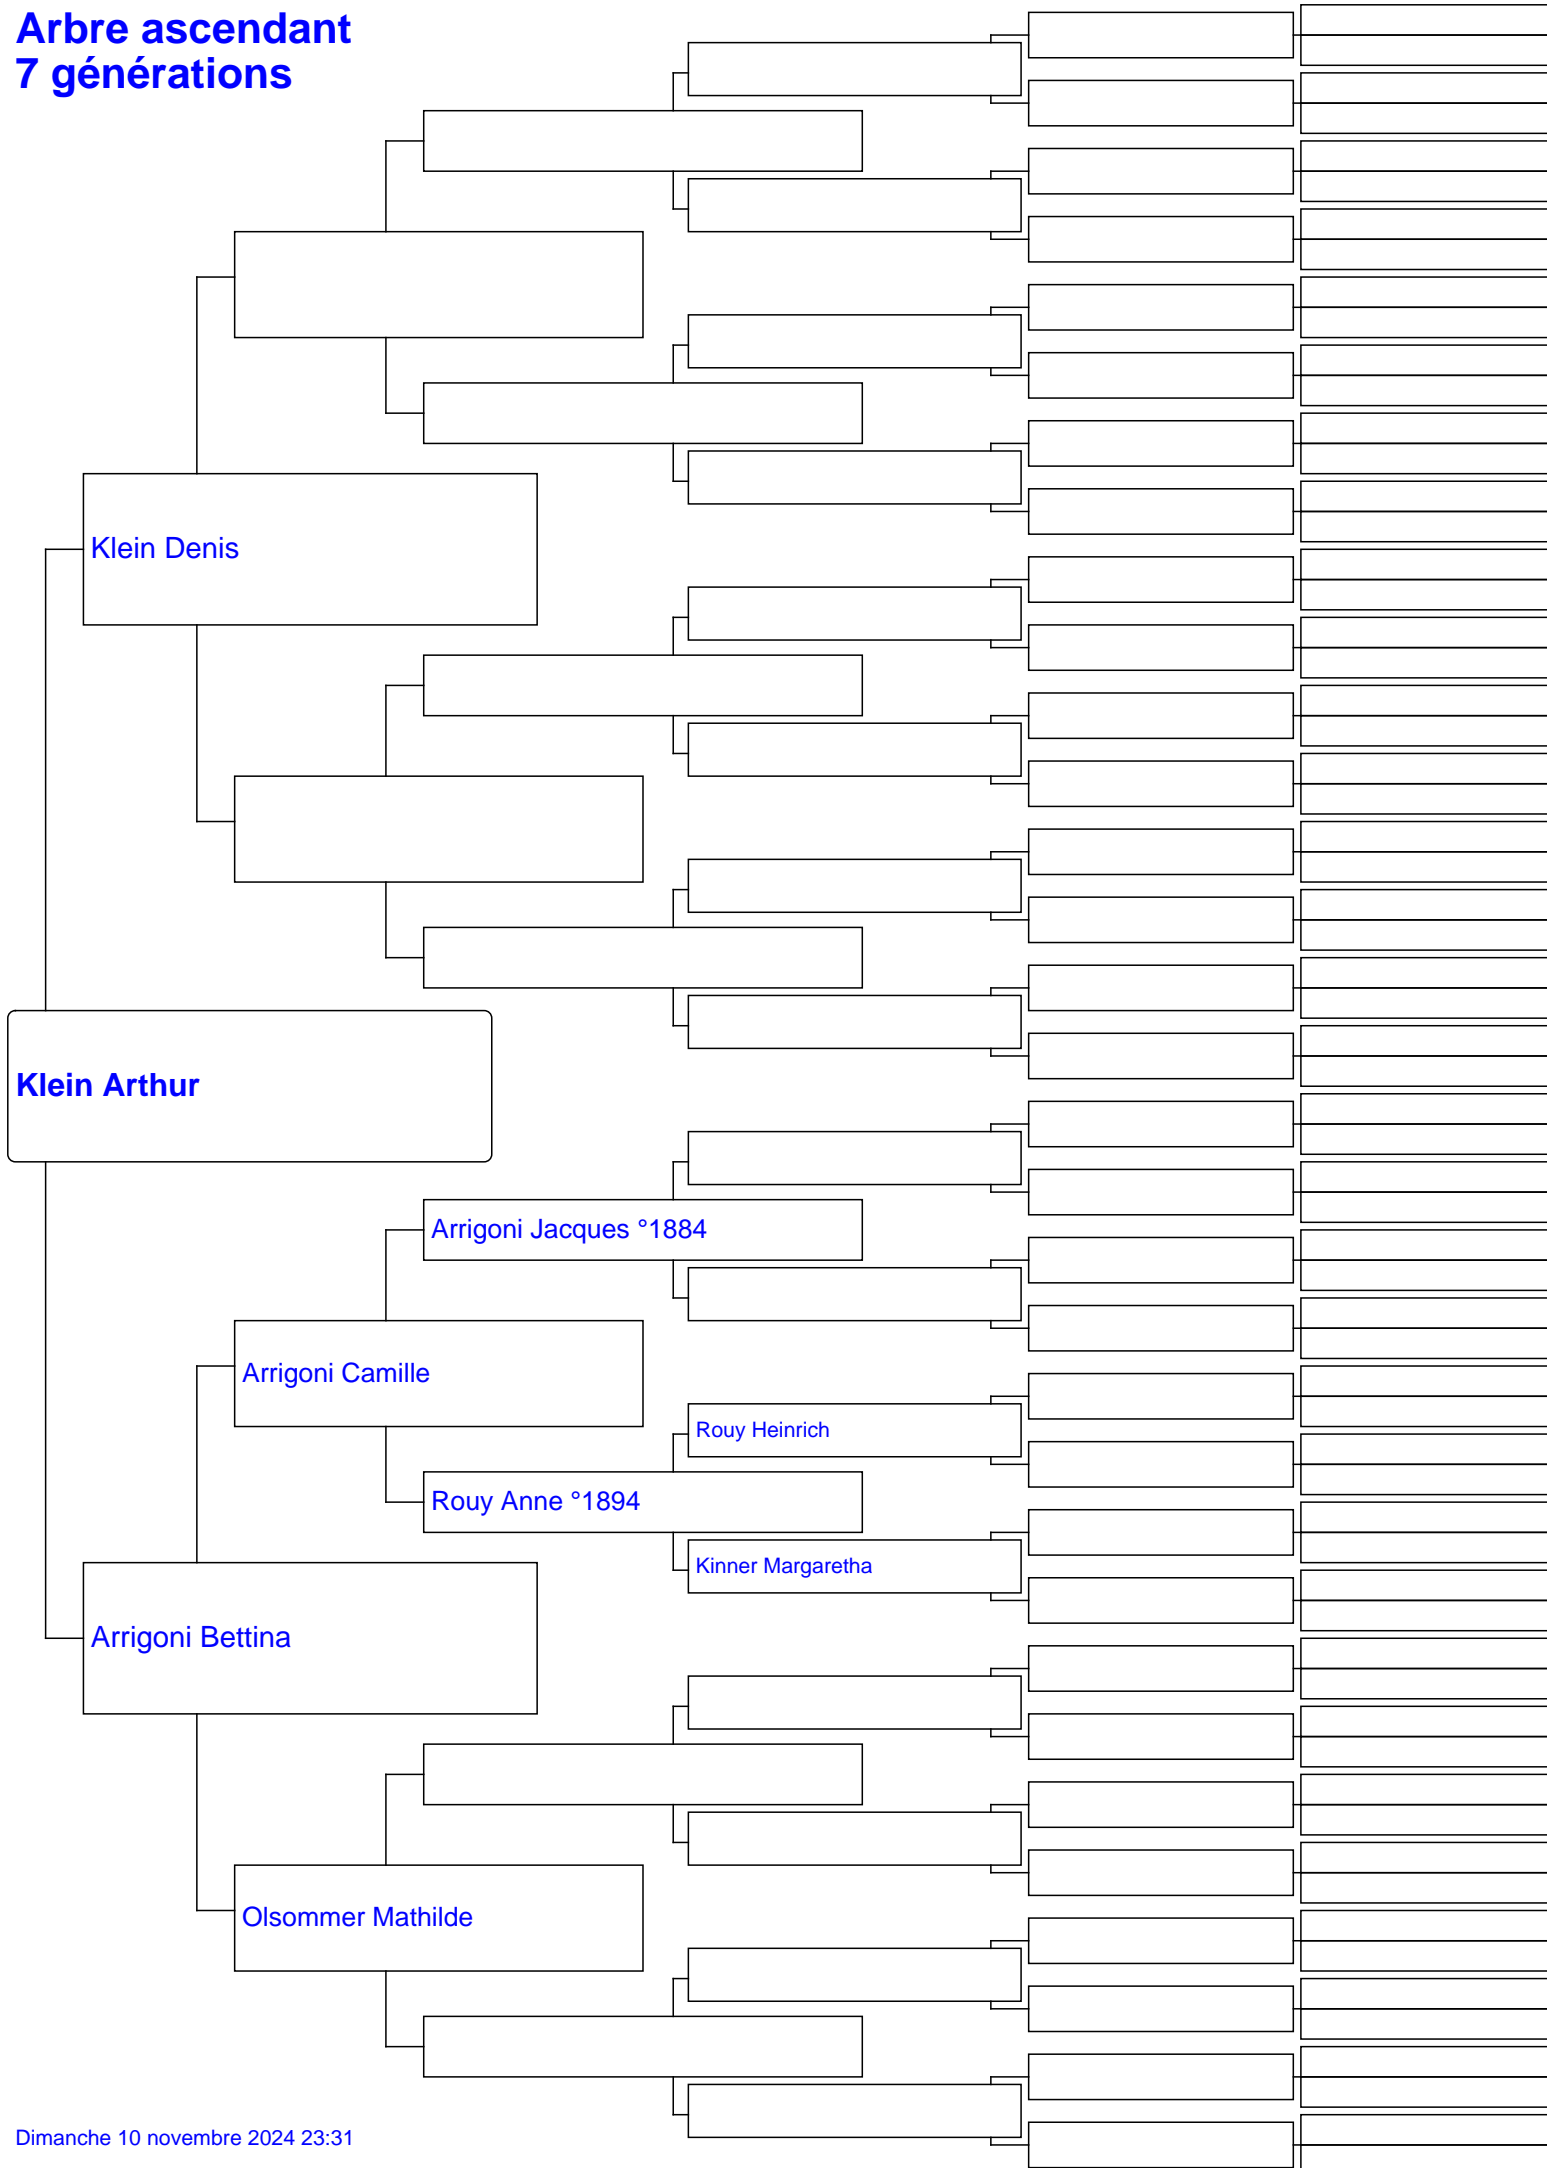 Arbre ascendant
7 générations
Klein Denis
Klein Arthur
Arrigoni Jacques °1884
Arrigoni Camille
Rouy Heinrich
Rouy Anne °1894
Kinner Margaretha
Arrigoni Bettina
Olsommer Mathilde
Dimanche 10 novembre 2024 23:31